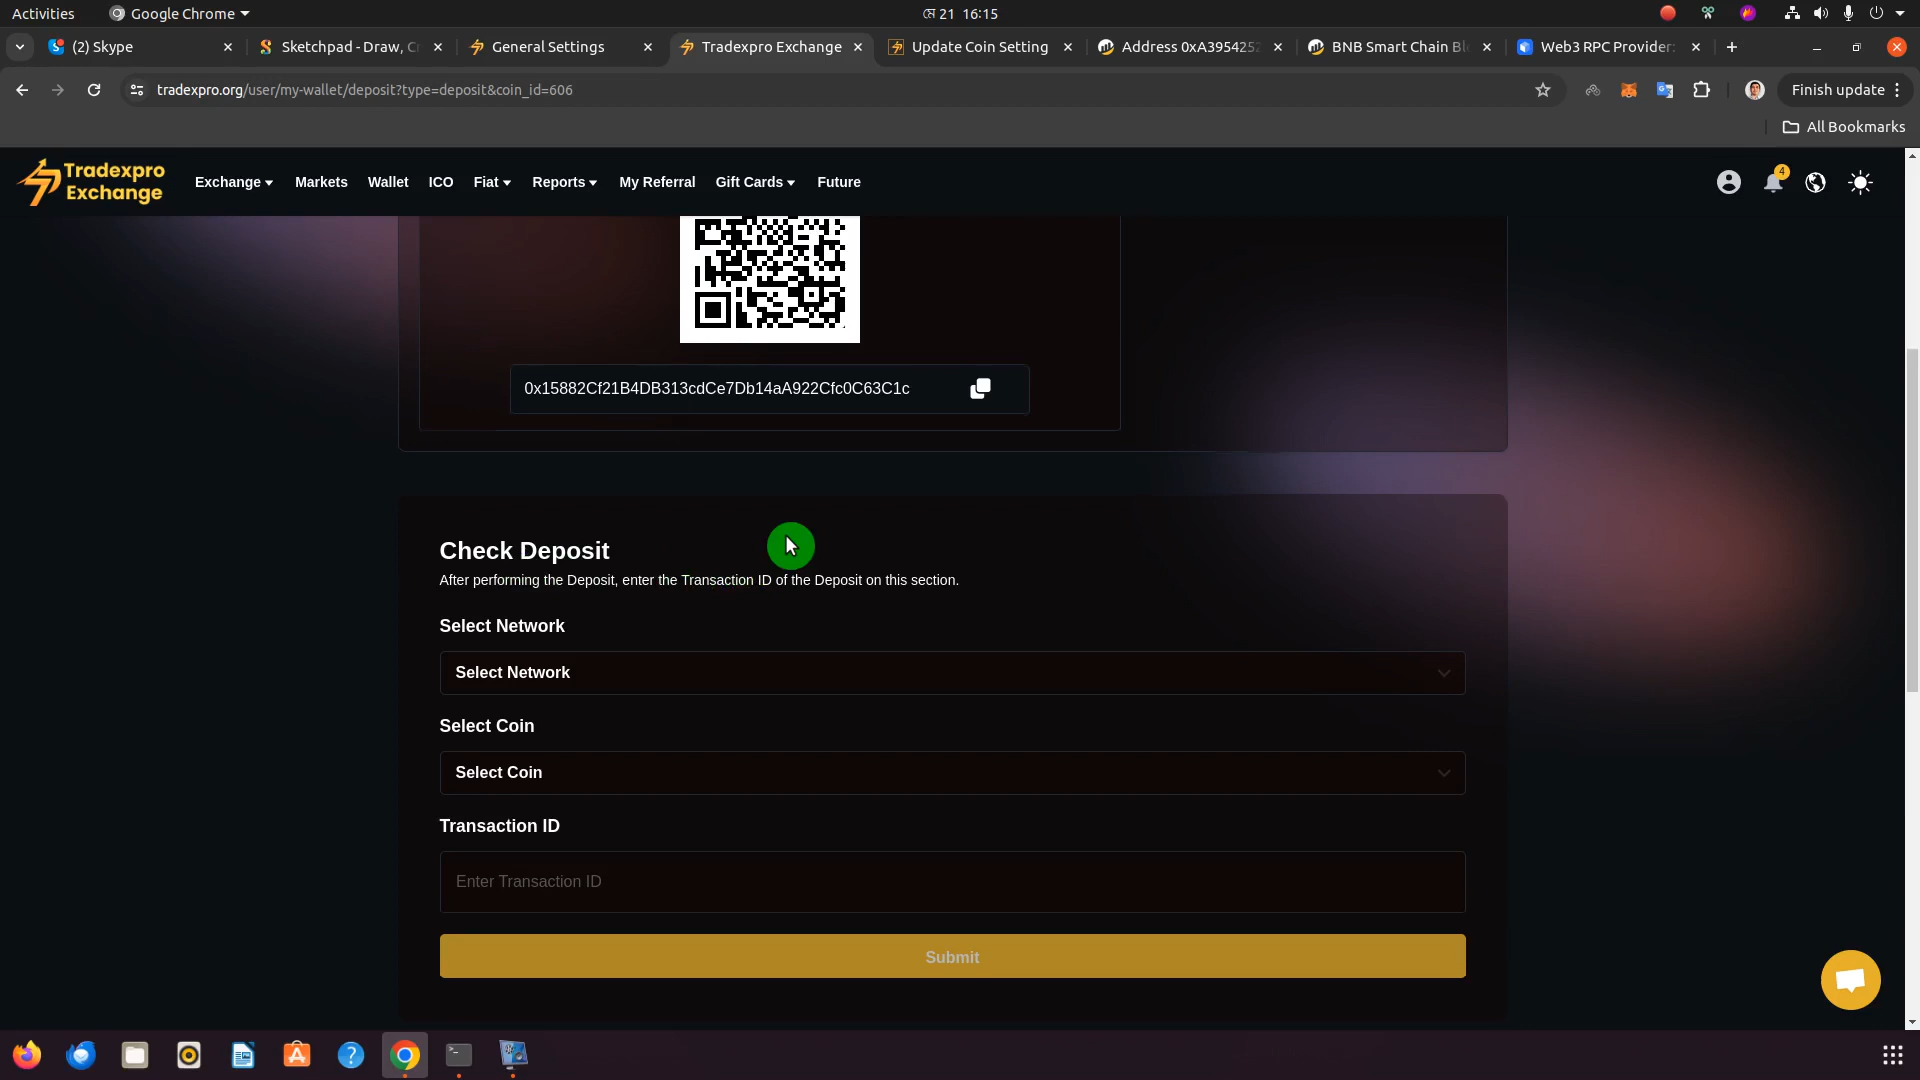 Activities
Google Chrome
মে 21 16:15
(2) Skype
Sketchpad - Draw, Cr
General Settings
Tradexpro Exchange
Update Coin Setting
Address 0xA395425
BNB Smart Chain Bl
Web3 RPC Provider
tradexpro.org/user/my-wallet/deposit?type=deposit&coin_id=606
Finish update
All Bookmarks
Tradexpro
Exchange
Exchange
Markets
Wallet
ICO
Fiat
Reports
My Referral
Gift Cards
Future
4
0x15882Cf21B4DB313cdCe7Db14aA922Cfc0C63C1c
Check Deposit
After performing the Deposit, enter the Transaction ID of the Deposit on this section.
Select Network
Select Network
Select Coin
Select Coin
Transaction ID
Enter Transaction ID
Submit